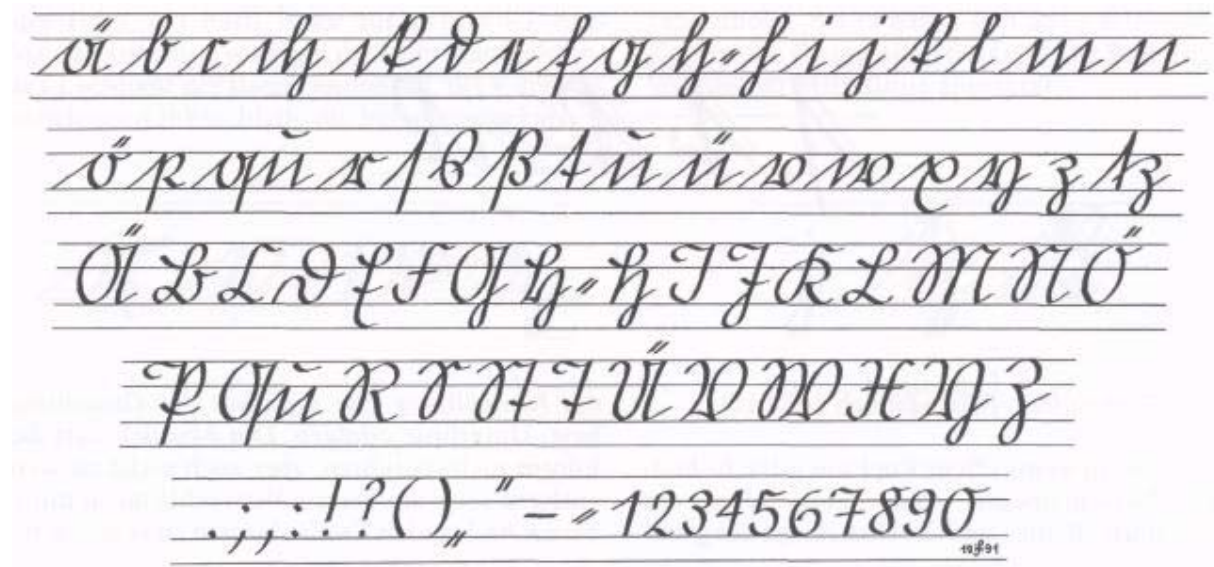 ä b c ch ck d e f g h = h i j k l m n
ö p qu r ſ s ß t u ü v w x y z tz
Ä B C D E F G H = H I J K L M N Ö
P Qu R S S T Ü V W X Y Z
. , ; : ! ? ( ) „ “ – = 1234567890